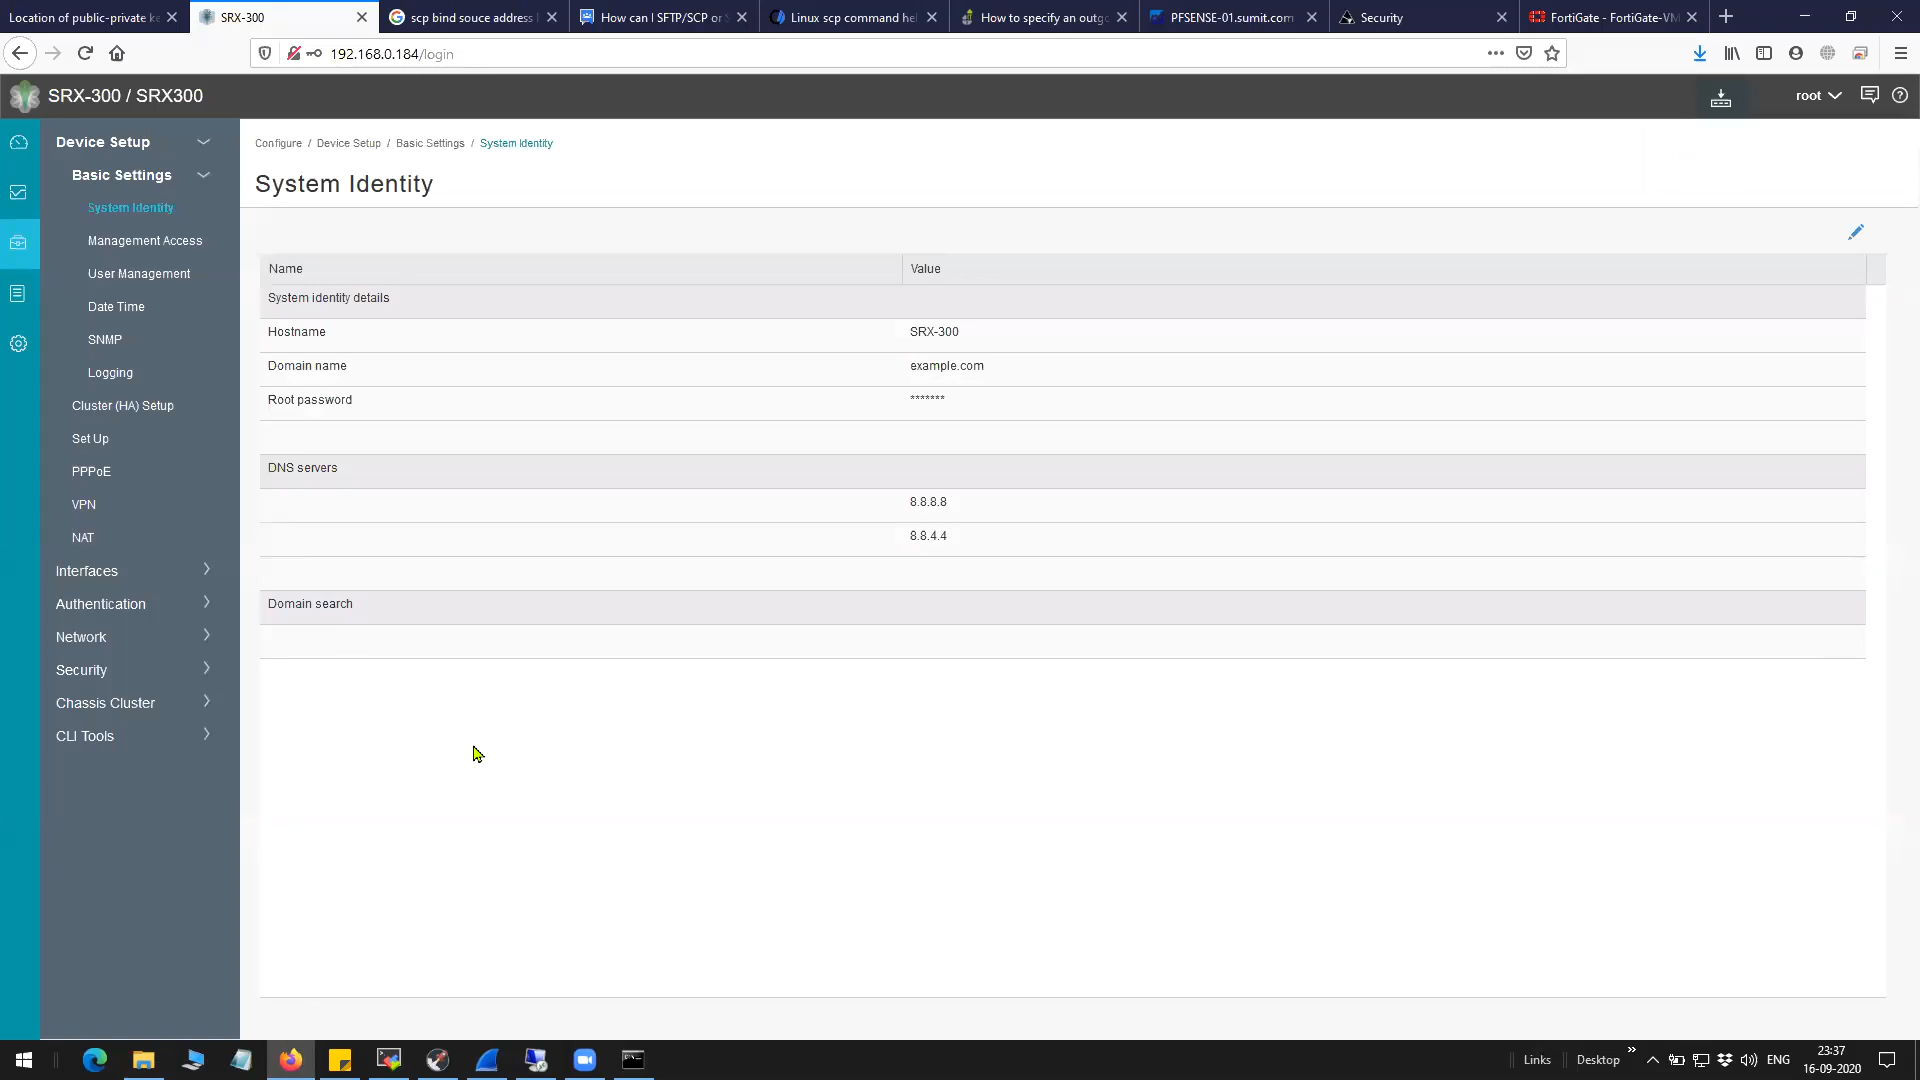 Location of public-private ke
SRX-300
scp bind souce address
How can I SFTP/SCP or
Linux scp command he
How to specify an outgo
PFSENSE-01.sumit.com
Security
FortiGate - FortiGate-VM
192.168.0.184/login
SRX-300 / SRX300
root
Device Setup
Basic Settings
System Identity
Management Access
User Management
Date Time
SNMP
Logging
Cluster (HA) Setup
Set Up
PPPoE
VPN
NAT
Interfaces
Authentication
Network
Security
Chassis Cluster
CLI Tools
Configure / Device Setup / Basic Settings / System Identity
System Identity
Name Value
System identity details
Hostname SRX-300
Domain name example.com
Root password *******
DNS servers
8.8.8.8
8.8.4.4
Domain search
Links
Desktop
ENG
23:37
16-09-2020